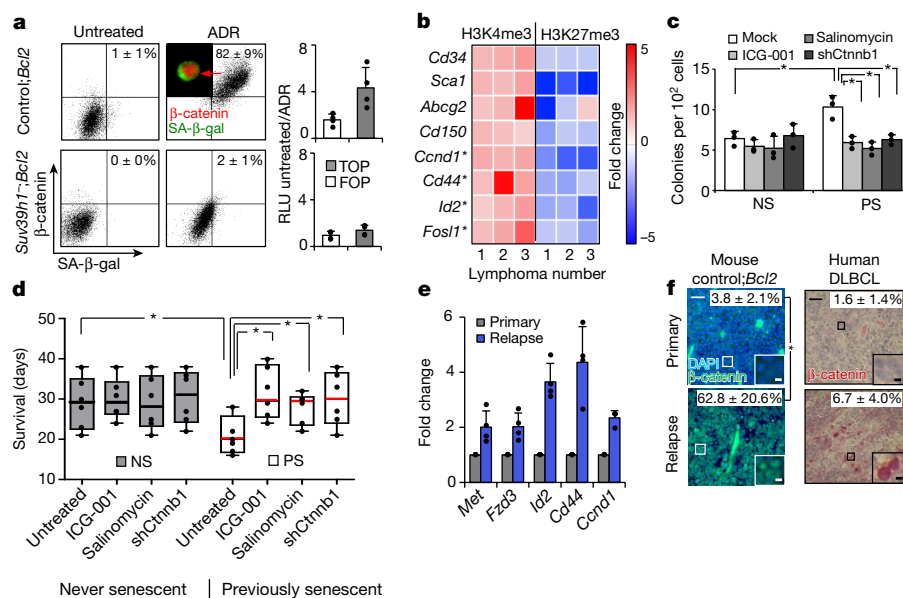 a
Untreated
ADR
Control;Bcl2
1 ± 1%
82 ± 9%
β-catenin
SA-β-gal
Suv39h1⁻;Bcl2
β-catenin
0 ± 0%
2 ± 1%
SA-β-gal
RLU untreated/ADR
8
4
0
8
4
0
TOP
FOP
b
H3K4me3
H3K27me3
Cd34
Sca1
Abcg2
Cd150
Ccnd1*
Cd44*
Id2*
Fosl1*
1 2 3 1 2 3
Lymphoma number
5
0
–5
Fold change
c
Mock
ICG-001
Salinomycin
shCtnnb1
Colonies per 10² cells
15
10
5
0
*
*
*
*
NS
PS
d
Survival (days)
50
40
30
20
10
*
*
*
*
NS
PS
Untreated
ICG-001
Salinomycin
shCtnnb1
Untreated
ICG-001
Salinomycin
shCtnnb1
Never senescent
Previously senescent
e
Primary
Relapse
Fold change
6
4
2
0
Met
Fzd3
Id2
Cd44
Ccnd1
f
Mouse
control;Bcl2
Human
DLBCL
Primary
3.8 ± 2.1%
1.6 ± 1.4%
DAPI
β-catenin
β-catenin
*
Relapse
62.8 ± 20.6%
6.7 ± 4.0%